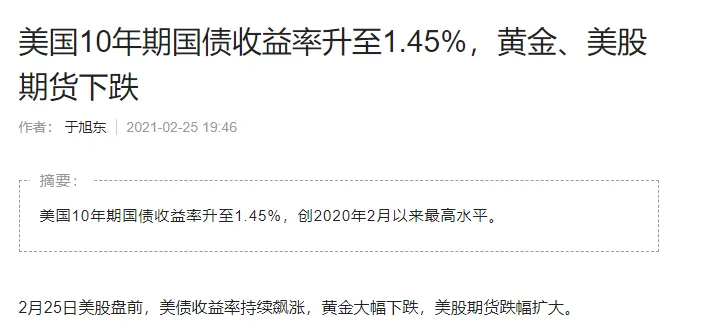 美国10年期国债收益率升至1.45%，黄金、美股
期货下跌
作者： 于旭东 2021-02-25 19:46
摘要：
美国10年期国债收益率升至1.45%，创2020年2月以来最高水平。
2月25日美股盘前，美债收益率持续飙涨，黄金大幅下跌，美股期货跌幅扩大。